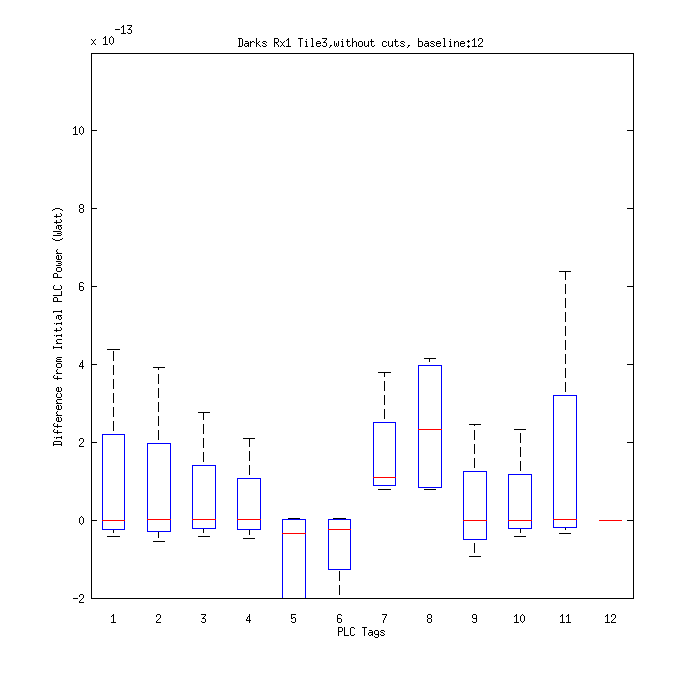 x 10^-13
Darks Rx1 Tile3,without cuts, baseline:12
Difference from Initial PLC Power (Watt)
10
8
6
4
2
0
-2
1 2 3 4 5 6 7 8 9 10 11 12
PLC Tags